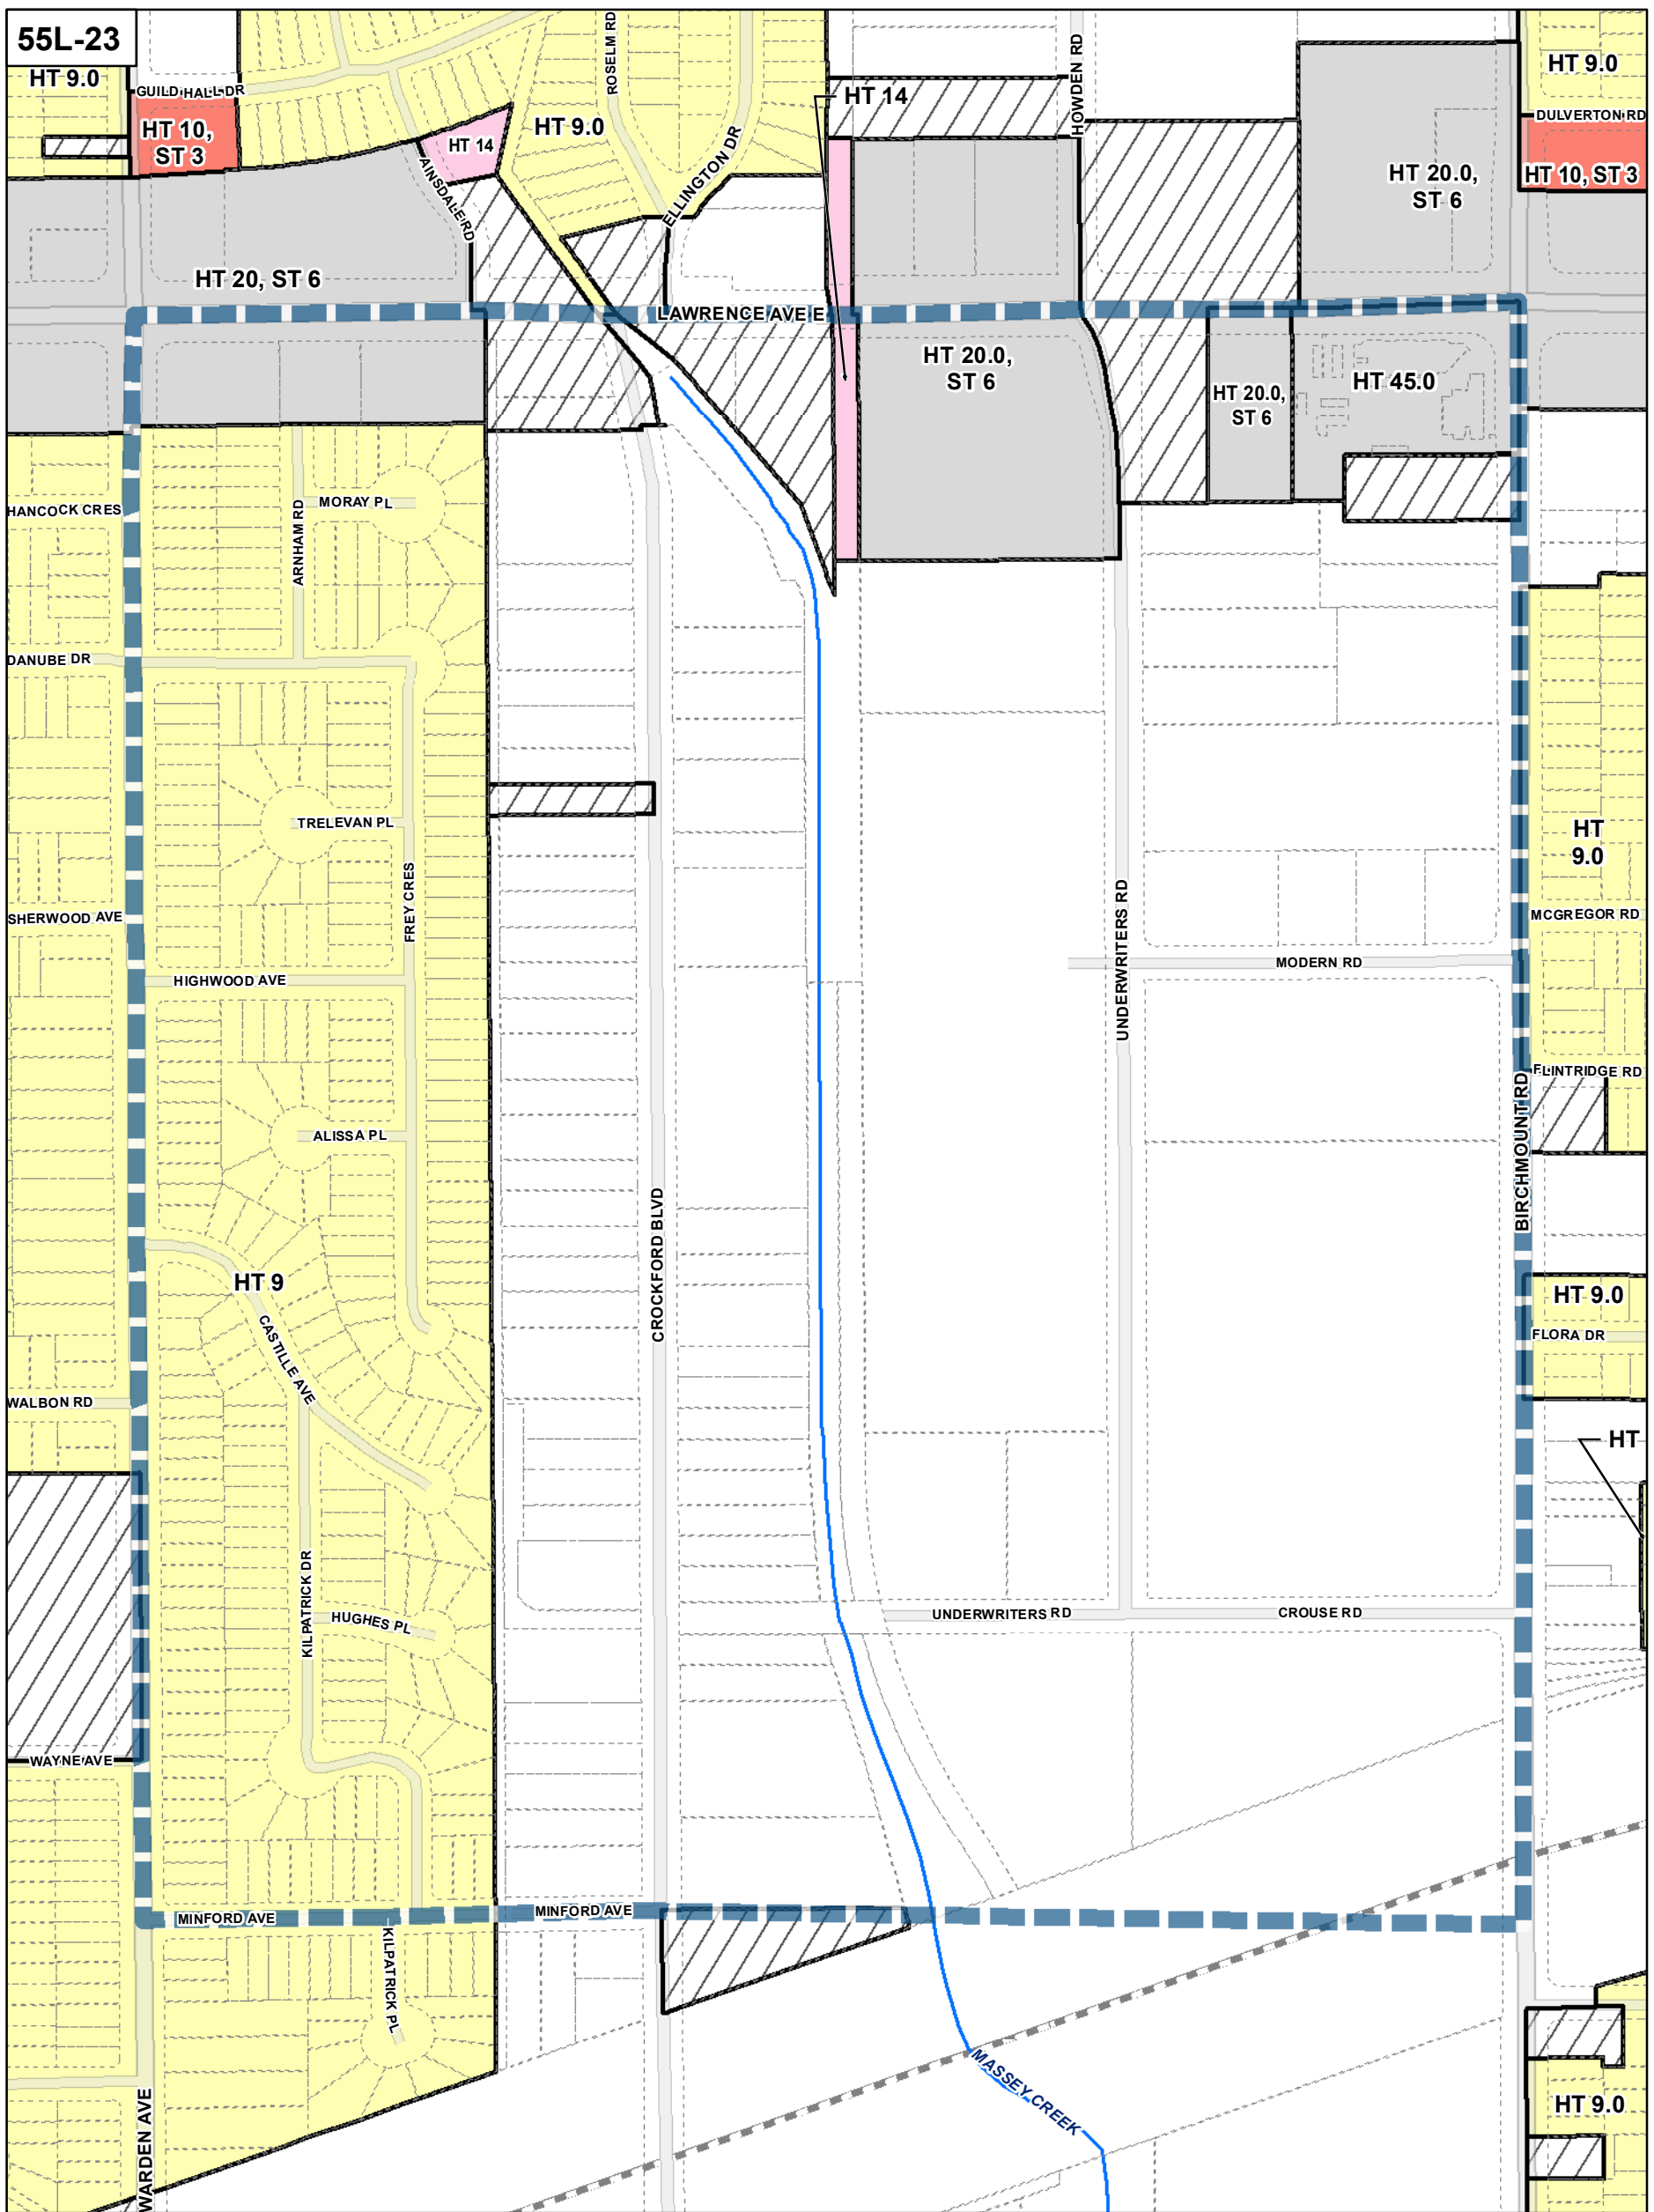 55L-23
HT 9.0
GUILD HALL DR
HT 10,
ST 3
AINSDALE RD
HT 14
HT 9.0
ROSELM RD
ELLINGTON DR
HT 14
HOWDEN RD
HT 20.0,
ST 6
HT 9.0
DULVERTON RD
HT 10, ST 3
HT 20, ST 6
LAWRENCE AVE E
HT 20.0,
ST 6
HT 20.0,
ST 6
HT 45.0
HANCOCK CRES
MORAY PL
ARNHAM RD
DANUBE DR
TRELEVAN PL
FREY CRES
SHERWOOD AVE
HIGHWOOD AVE
UNDERWRITERS RD
MODERN RD
HT
9.0
MCGREGOR RD
FLINTRIDGE RD
BIRCHMOUNT RD
ALISSA PL
CROCKFORD BLVD
HT 9
CASTILLE AVE
HT 9.0
FLORA DR
WALBON RD
HT
KILPATRICK DR
HUGHES PL
UNDERWRITERS RD
CROUSE RD
WAYNE AVE
MINFORD AVE
MINFORD AVE
KILPATRICK PL
MASSEY CREEK
HT 9.0
WARDEN AVE